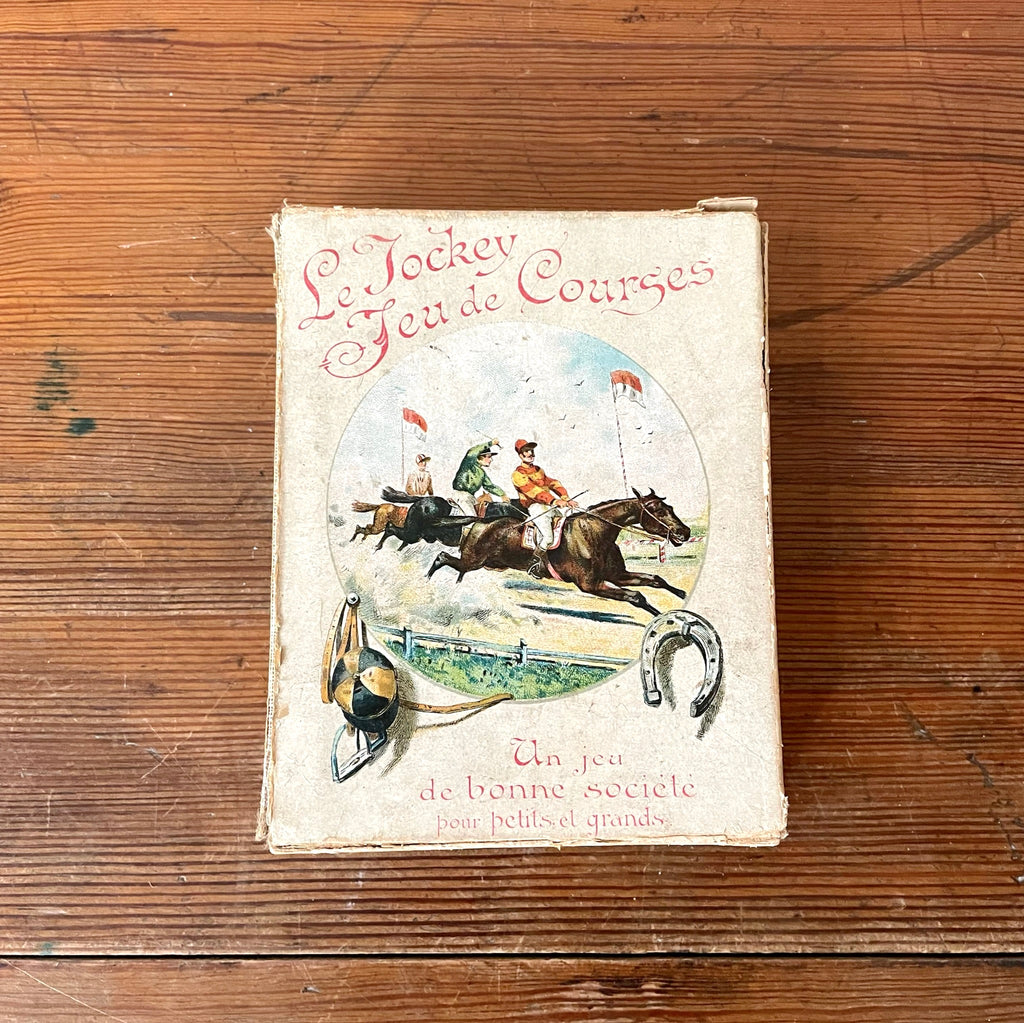 Le Jockey
Jeu de Courses
Un jeu
de bonne société
pour petits et grands.